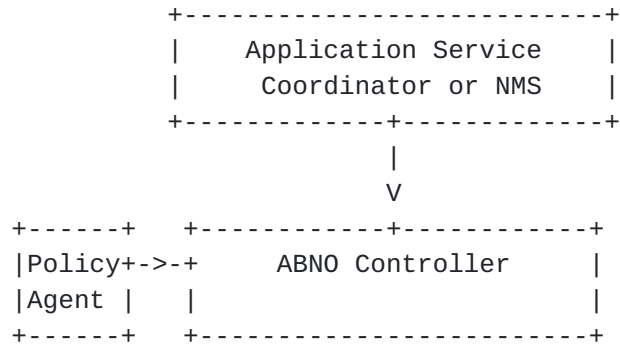 +---------------------------+
|    Application Service    |
|     Coordinator or NMS    |
+-------------+-------------+
|
V
+------+   +------------+------------+
|Policy+->-+     ABNO Controller     |
|Agent |   |                         |
+------+   +-------------------------+